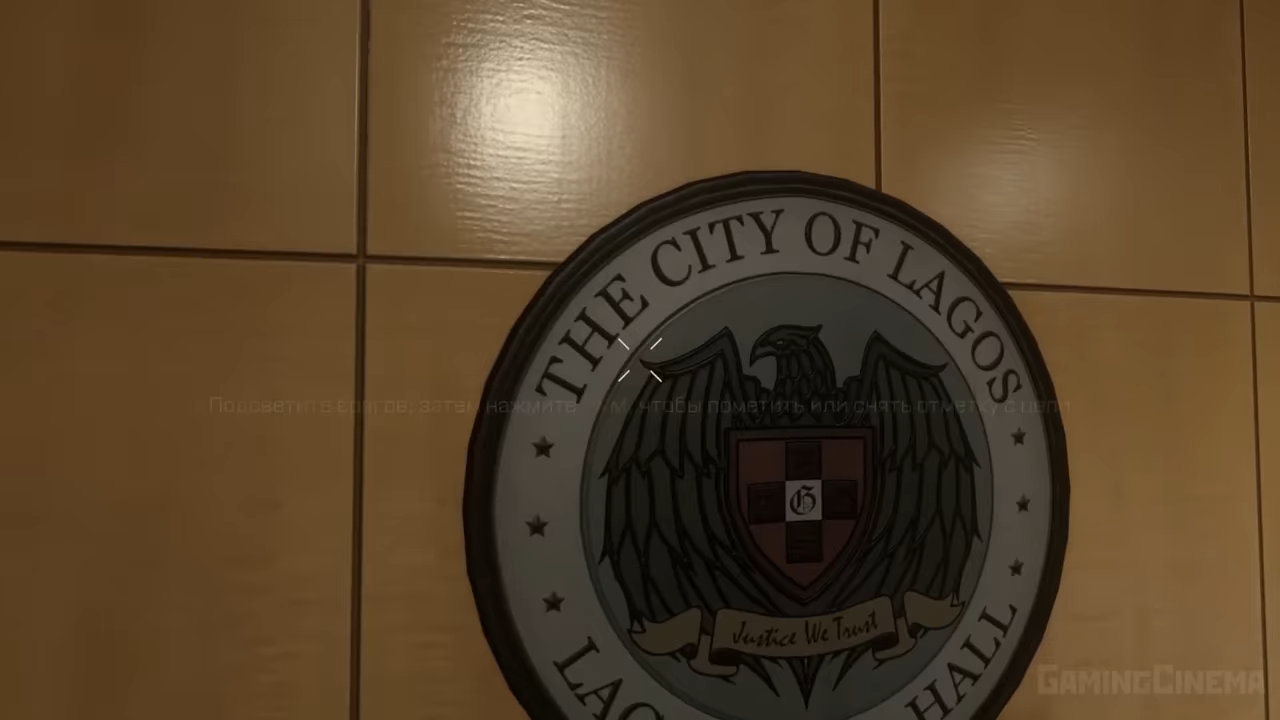 THE CITY OF LAGOS
Подсветите врагов, затем нажмите чтобы пометить или снять отметку с цели
G
Justice We Trust
HALL
GAMINGCINEMA